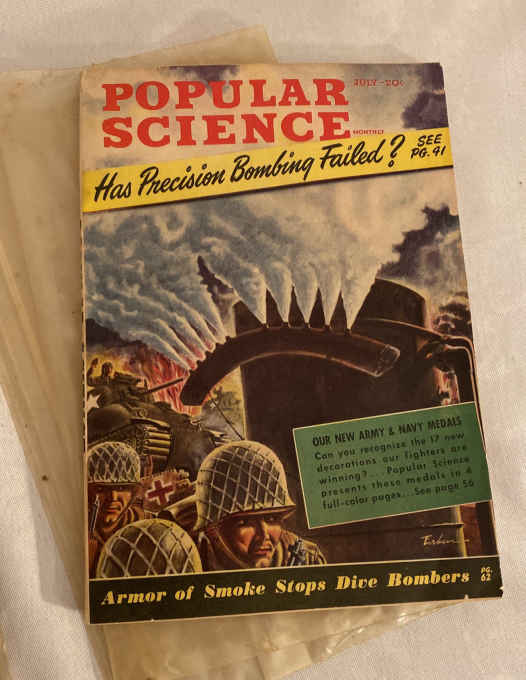 POPULAR
JULY-20¢
SCIENCE
MONTHLY
Has Precision Bombing Failed?
SEE
PG. 91
OUR NEW ARMY & NAVY MEDALS
Can you recognize the 17 new
decorations our fighters are
winning?...Popular Science
presents these medals in 4
full-color pages...See page 56
Armor of Smoke Stops Dive Bombers
PG.
62